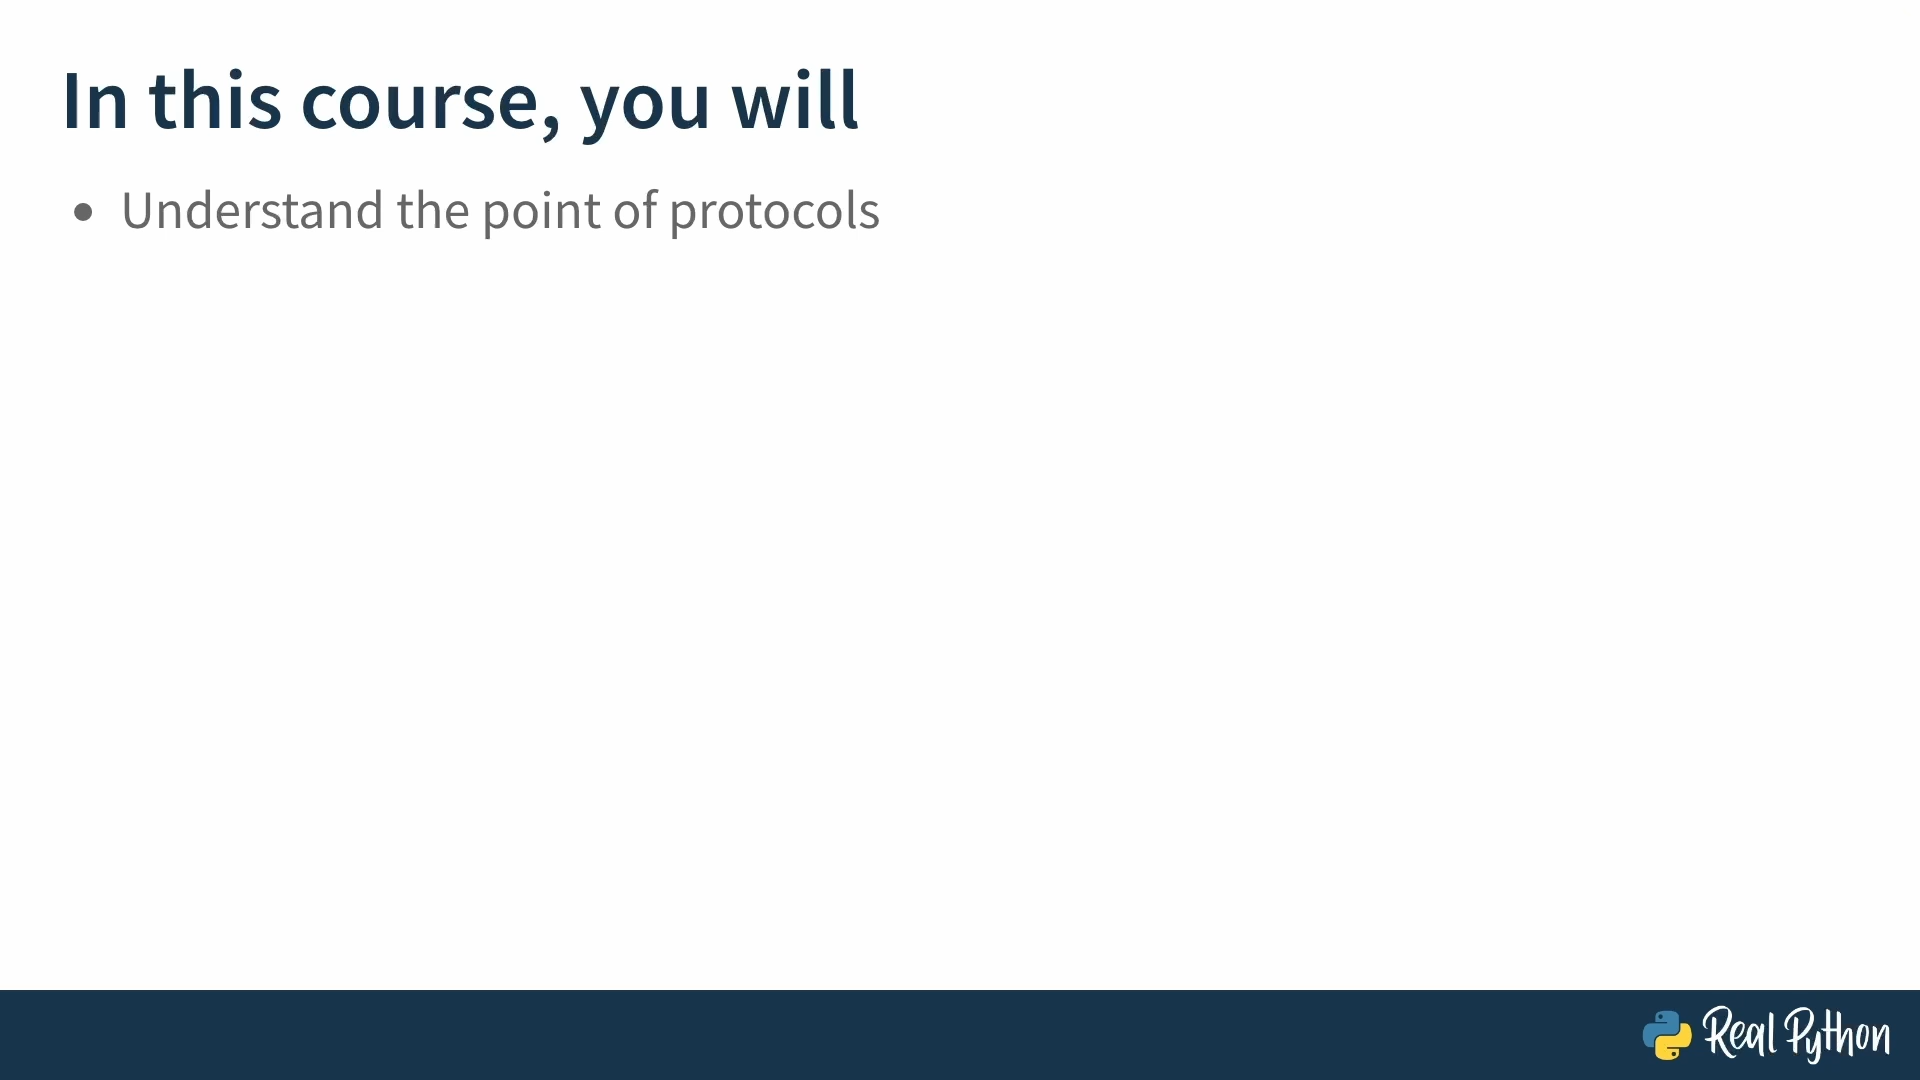 In this course, you will
• Understand the point of protocols
Real Python